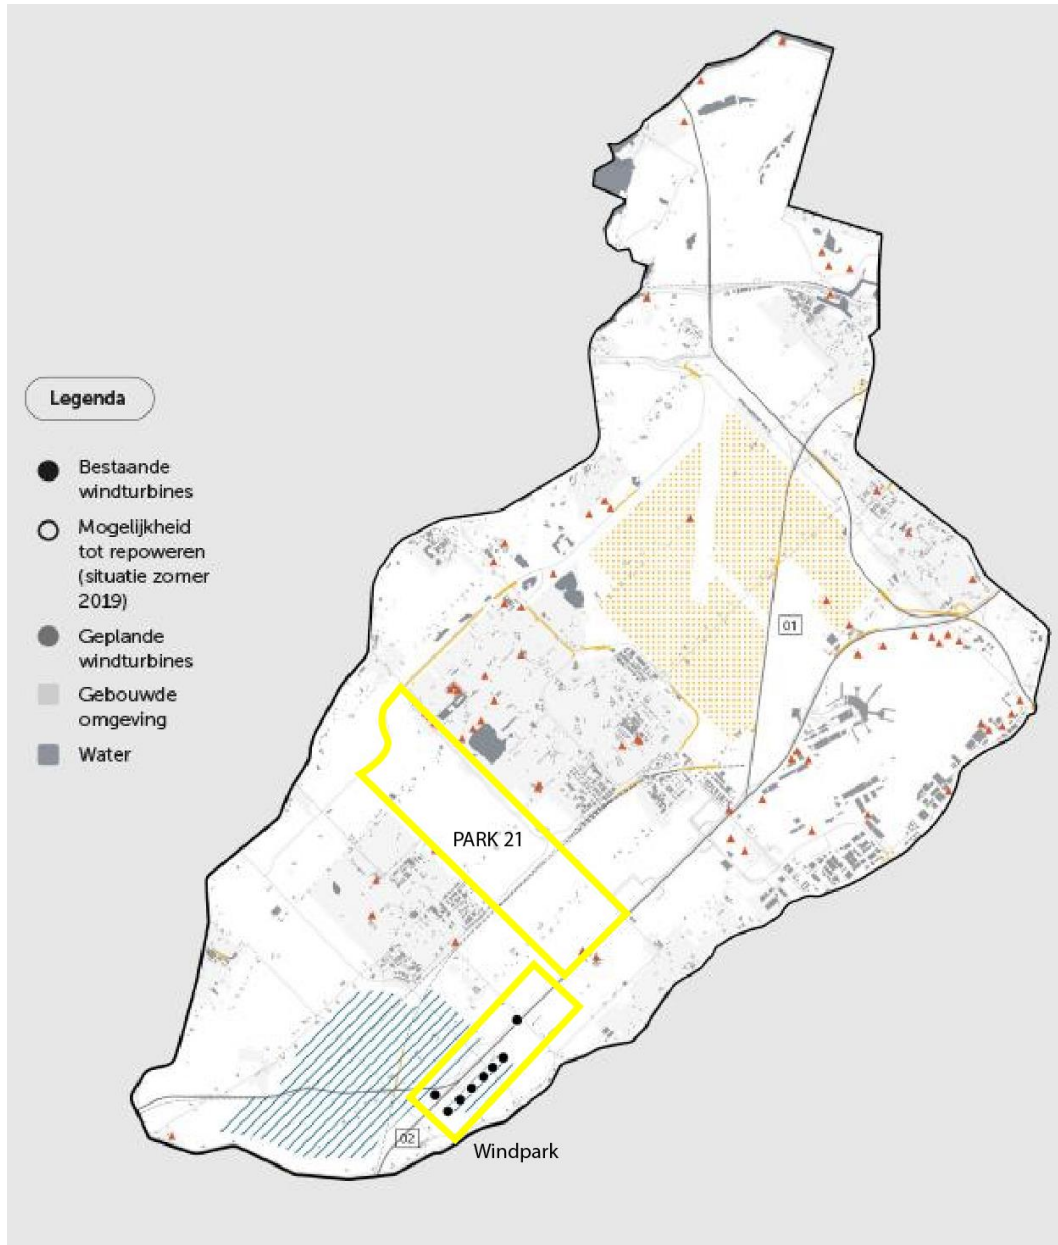 Legenda
Bestaande
windturbines
Mogelijkheid
tot repoweren
(situatie zomer
2019)
Geplande
windturbines
Gebouwde
omgeving
Water
01
PARK 21
02
Windpark